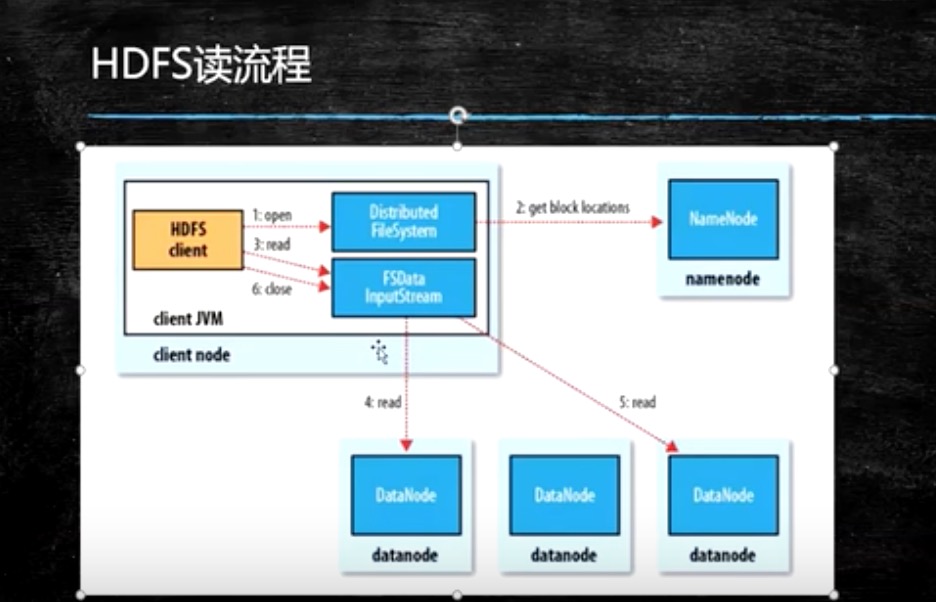 HDFS读流程
HDFS
client
1: open
3: read
6: close
Distributed
FileSystem
FSData
InputStream
client JVM
client node
2: get block locations
NameNode
namenode
4: read
5: read
DataNode
datanode
DataNode
datanode
DataNode
datanode